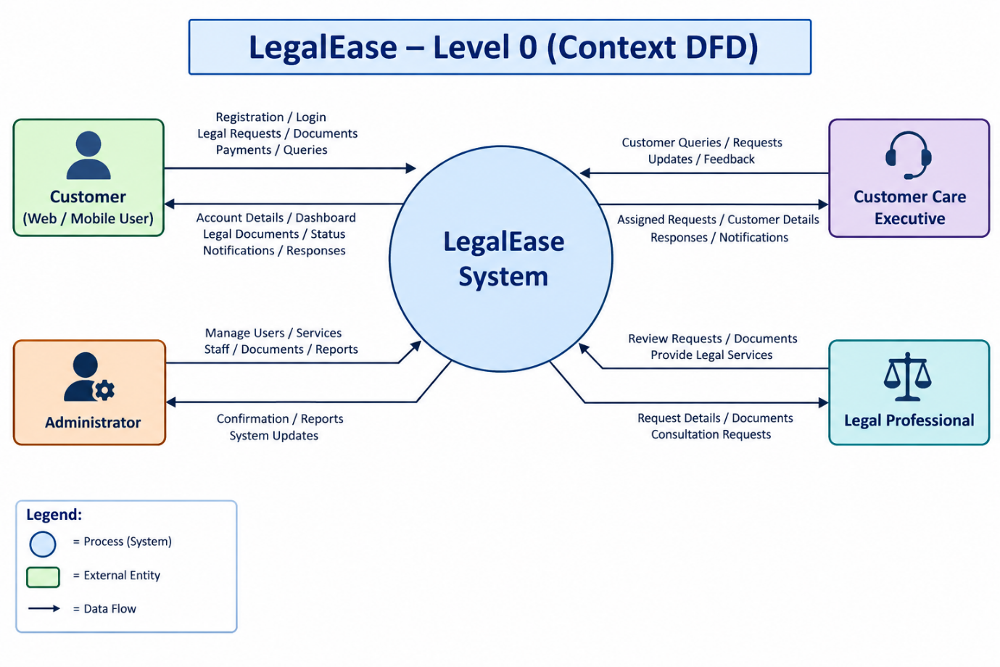 LegalEase – Level 0 (Context DFD)
Registration / Login
Legal Requests / Documents
Payments / Queries
Customer
(Web / Mobile User)
Account Details / Dashboard
Legal Documents / Status
Notifications / Responses
Customer Queries / Requests
Updates / Feedback
Customer Care
Executive
Assigned Requests / Customer Details
Responses / Notifications
LegalEase
System
Manage Users / Services
Staff / Documents / Reports
Administrator
Confirmation / Reports
System Updates
Review Requests / Documents
Provide Legal Services
Legal Professional
Request Details / Documents
Consultation Requests
Legend:
= Process (System)
= External Entity
= Data Flow